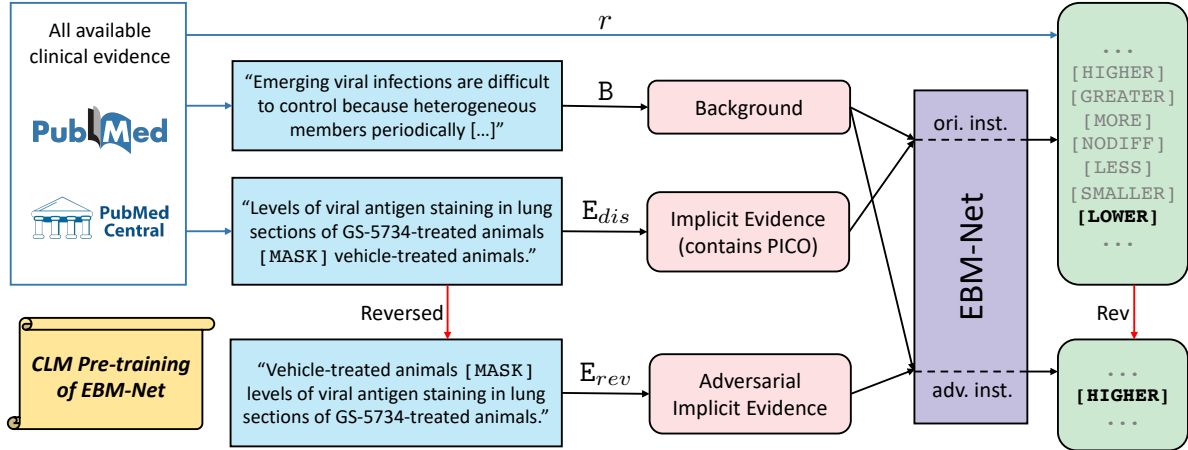 All available
clinical evidence
PubMed
PubMed
Central
r
"Emerging viral infections are difficult
to control because heterogeneous
members periodically […]"
B
Background
"Levels of viral antigen staining in lung
sections of GS-5734-treated animals
[MASK] vehicle-treated animals."
E_dis
Implicit Evidence
(contains PICO)
Reversed
CLM Pre-training
of EBM-Net
"Vehicle-treated animals [MASK]
levels of viral antigen staining in lung
sections of GS-5734-treated animals."
E_rev
Adversarial
Implicit Evidence
ori. inst.
EBM-Net
adv. inst.
...
[HIGHER]
[GREATER]
[MORE]
[NODIFF]
[LESS]
[SMALLER]
[LOWER]
...
Rev
...
[HIGHER]
...